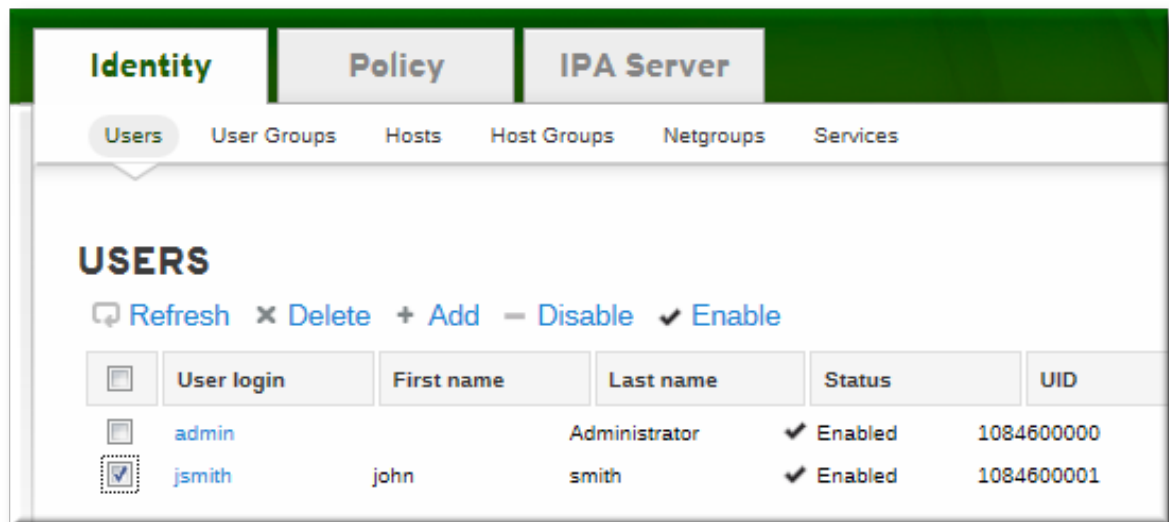 Identity Policy IPA Server
Users User Groups Hosts Host Groups Netgroups Services
USERS
Refresh Delete Add Disable Enable
User login First name Last name Status UID
admin Administrator Enabled 1084600000
jsmith john smith Enabled 1084600001